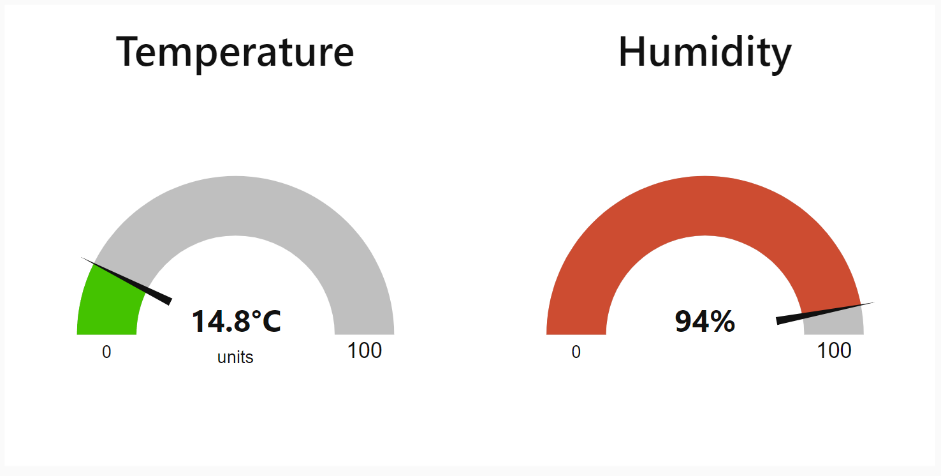 Temperature
14.8°C
0
units
100
Humidity
94%
0
100